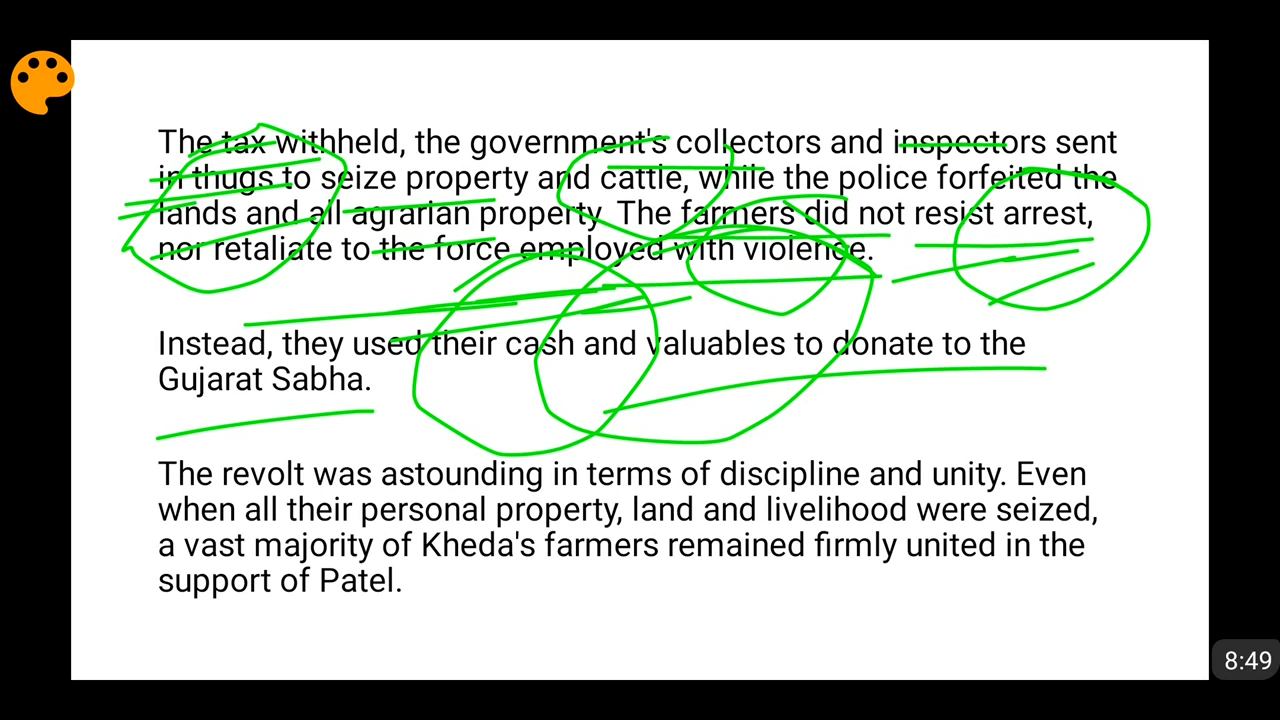 The tax withheld, the government's collectors and inspectors sent
in thugs to seize property and cattle, while the police forfeited the
lands and all agrarian property. The farmers did not resist arrest,
nor retaliate to the force employed with violence.
Instead, they used their cash and valuables to donate to the
Gujarat Sabha.
The revolt was astounding in terms of discipline and unity. Even
when all their personal property, land and livelihood were seized,
a vast majority of Kheda's farmers remained firmly united in the
support of Patel.
8:49